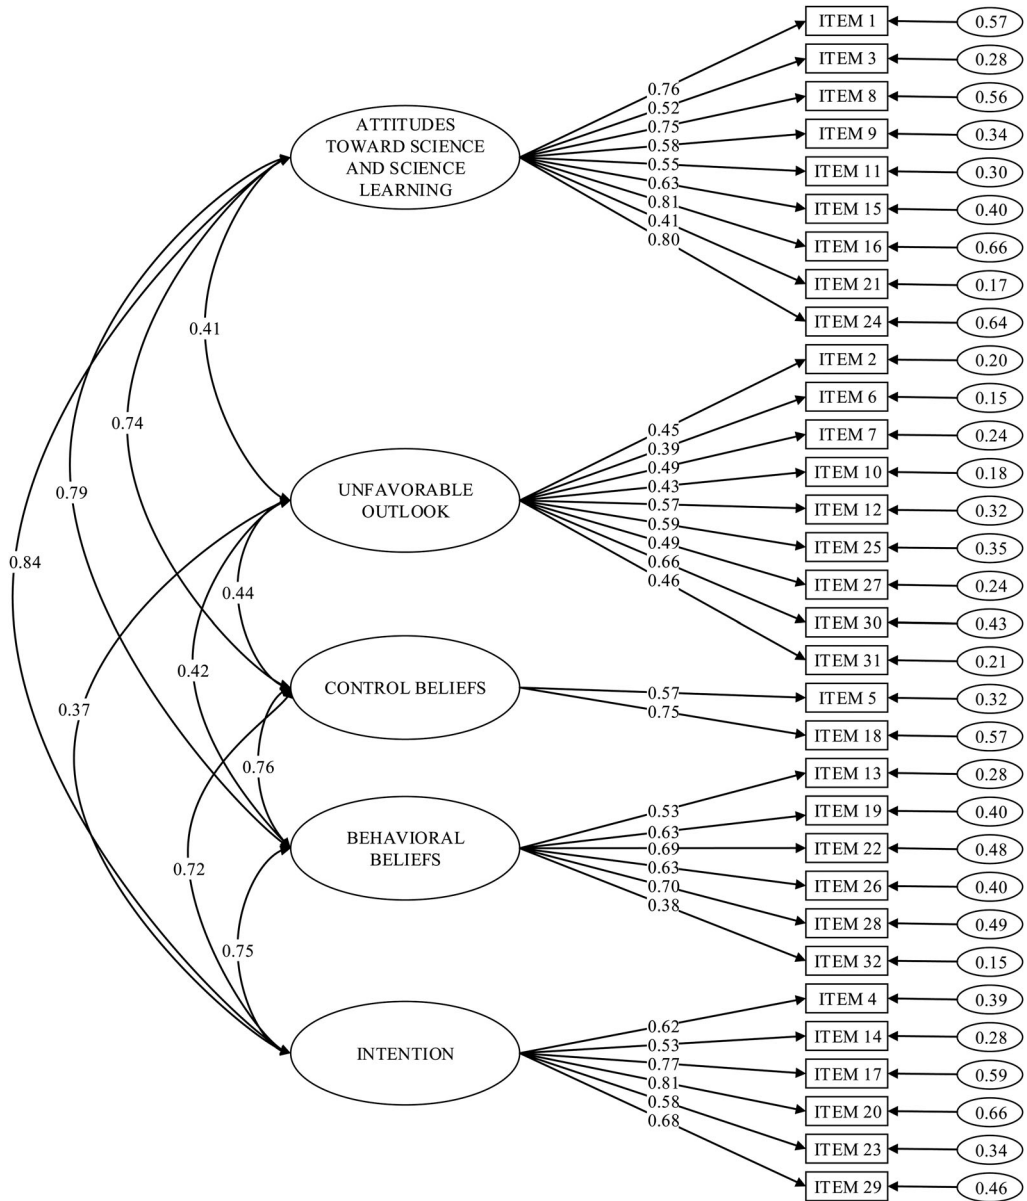 ATTITUDES
TOWARD SCIENCE
AND SCIENCE
LEARNING
0.76
0.52
0.75
0.58
0.55
0.63
0.81
0.41
0.80
ITEM 1 0.57
ITEM 3 0.28
ITEM 8 0.56
ITEM 9 0.34
ITEM 11 0.30
ITEM 15 0.40
ITEM 16 0.66
ITEM 21 0.17
ITEM 24 0.64
0.41
0.74
0.79
0.84
UNFAVORABLE
OUTLOOK
0.45
0.39
0.49
0.43
0.57
0.59
0.49
0.66
0.46
ITEM 2 0.20
ITEM 6 0.15
ITEM 7 0.24
ITEM 10 0.18
ITEM 12 0.32
ITEM 25 0.35
ITEM 27 0.24
ITEM 30 0.43
ITEM 31 0.21
0.44
0.42
0.37
CONTROL BELIEFS
0.57
0.75
ITEM 5 0.32
ITEM 18 0.57
0.76
0.72
BEHAVIORAL
BELIEFS
0.53
0.63
0.69
0.63
0.70
0.38
ITEM 13 0.28
ITEM 19 0.40
ITEM 22 0.48
ITEM 26 0.40
ITEM 28 0.49
ITEM 32 0.15
0.75
INTENTION
0.62
0.53
0.77
0.81
0.58
0.68
ITEM 4 0.39
ITEM 14 0.28
ITEM 17 0.59
ITEM 20 0.66
ITEM 23 0.34
ITEM 29 0.46